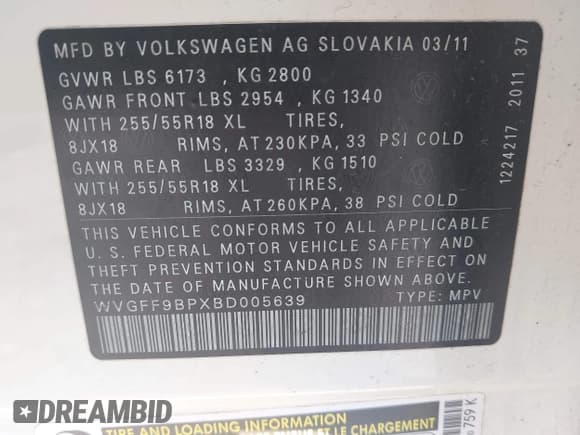 MFD BY VOLKSWAGEN AG SLOVAKIA 03/11
GVWR LBS 6173 , KG 2800
GAWR FRONT LBS 2954 , KG 1340
WITH 255/55R18 XL TIRES,
8JX18 RIMS, AT 230KPA, 33 PSI COLD
GAWR REAR LBS 3329 , KG 1510
WITH 255/55R18 XL TIRES,
8JX18 RIMS, AT 260KPA, 38 PSI COLD
THIS VEHICLE CONFORMS TO ALL APPLICABLE
U. S. FEDERAL MOTOR VEHICLE SAFETY AND
THEFT PREVENTION STANDARDS IN EFFECT ON
THE DATE OF MANUFACTURE SHOWN ABOVE.
WVGFF9BPXBD005639 TYPE: MPV
1224217 2011 37
TIRE AND LOADING INFORMATION
ET LE CHARGEMENT
759 K
DREAMBID